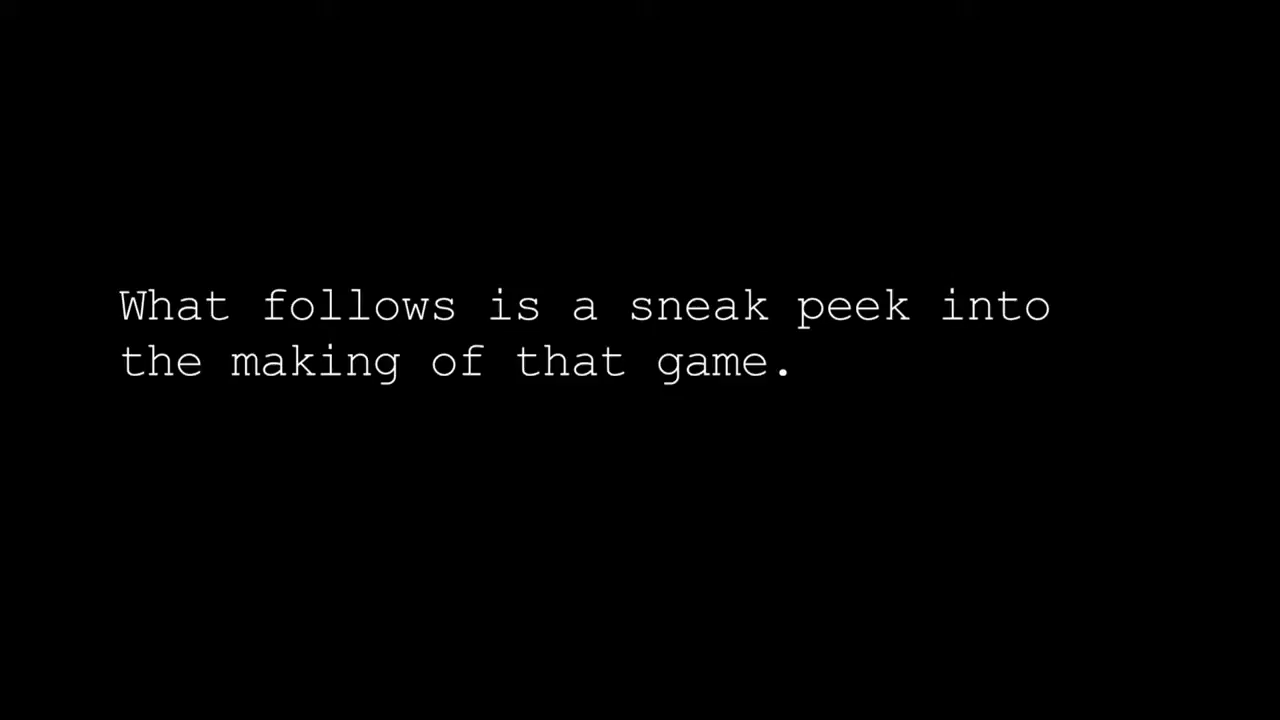 What follows is a sneak peek into
the making of that game.